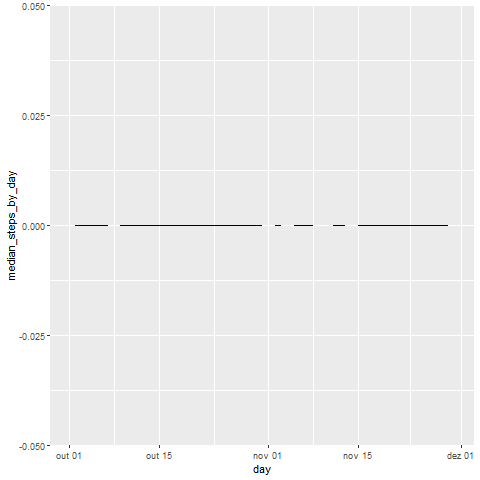 0.050
0.025
0.000
-0.025
-0.050
median_steps_by_day
out 01
out 15
nov 01
nov 15
dez 01
day